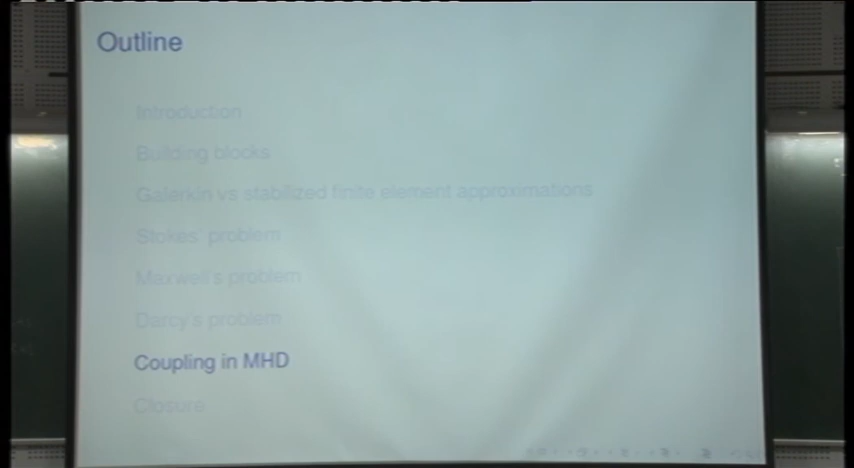 Outline
Introduction
Building blocks
Galerkin vs stabilized finite element approximations
Stokes' problem
Maxwell's problem
Darcy's problem
Coupling in MHD
Closure